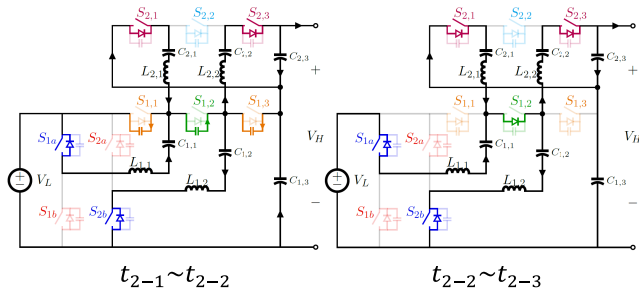 S2,1 S2,2 S2,3
C2,1 C1,2 C2,3
L2,1 L2,2
+
S1,1 S1,2 S1,3
S1a S2a C1,1 VH
C1,2
L1,1
+ VL L1,2 C1,3
−
S1b S2b −
t2−1~t2−2
S2,1 S2,2 S2,3
C2,1 C1,2 C2,3
L2,1 L2,2
+
S1,1 S1,2 S1,3
S1a S2a C1,1 VH
C1,2
L1,1
+ VL L1,2 C1,3
−
S1b S2b −
t2−2~t2−3